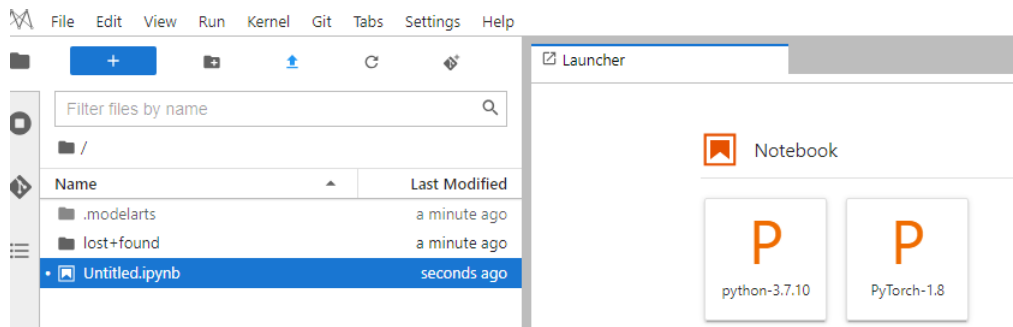 File Edit View Run Kernel Git Tabs Settings Help
+
Launcher
Filter files by name
/
Notebook
Name Last Modified
.modelarts a minute ago
lost+found a minute ago
Untitled.ipynb seconds ago
P P
python-3.7.10 PyTorch-1.8